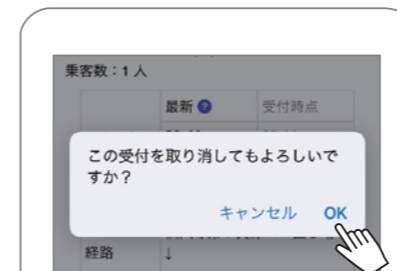 乗客数：1 人
最新 ? 受付時点
この受付を取り消してもよろしいで
すか？
キャンセル OK
経路 ↓